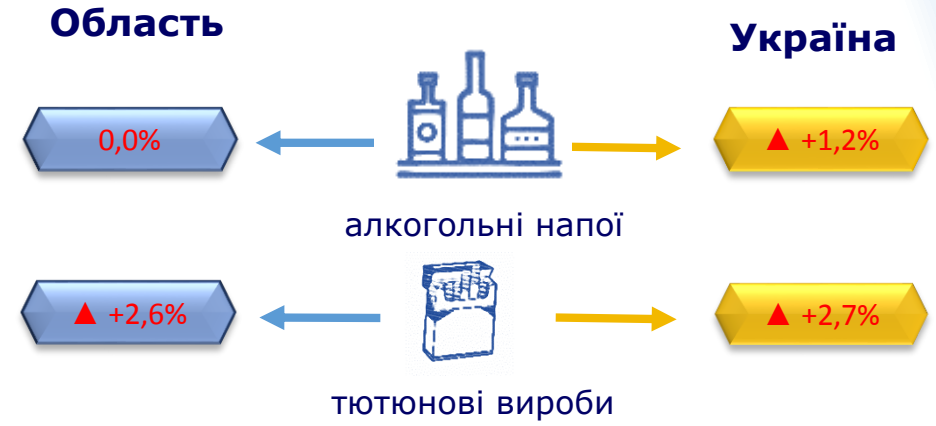 Область
Україна
0,0%
▲ +1,2%
алкогольні напої
▲ +2,6%
▲ +2,7%
тютюнові вироби